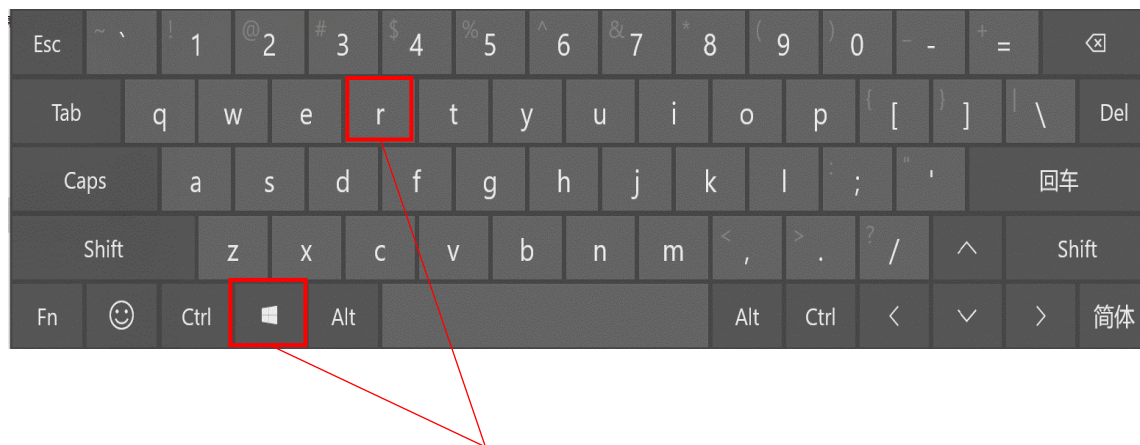 Esc ~ ` ! 1 @ 2 # 3 $ 4 % 5 ^ 6 & 7 * 8 ( 9 ) 0 _ - + =
Tab q w e r t y u i o p { [ } ] | \ Del
Caps a s d f g h j k l : ; " ' 回车
Shift z x c v b n m < , > . ? / Shift
Fn Ctrl Alt Alt Ctrl 简体